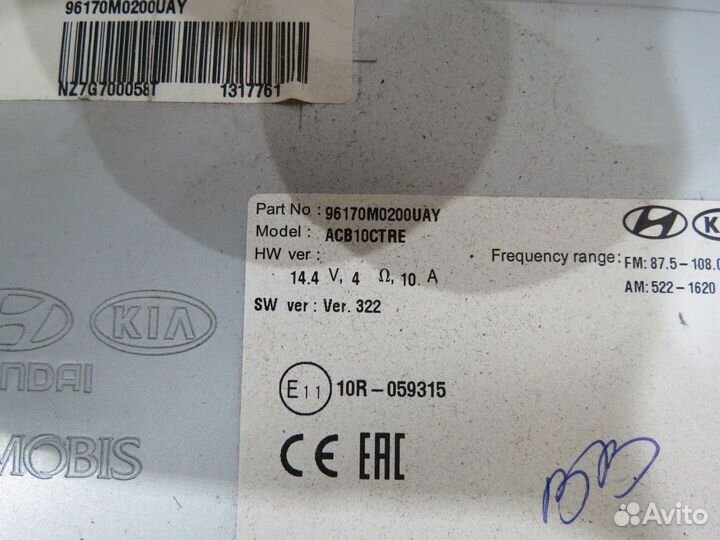 96170M0200UAY
NZ7G700058T 1317761
Part No : 96170M0200UAY
Model : ACB10CTRE
HW ver :
14.4 V, 4 Ω, 10 A
SW ver : Ver. 322
Frequency range: FM: 87.5-108.0
AM: 522-1620
KIA
NDAI
MOBIS
E11 10R-059315
CE EAC
Avito